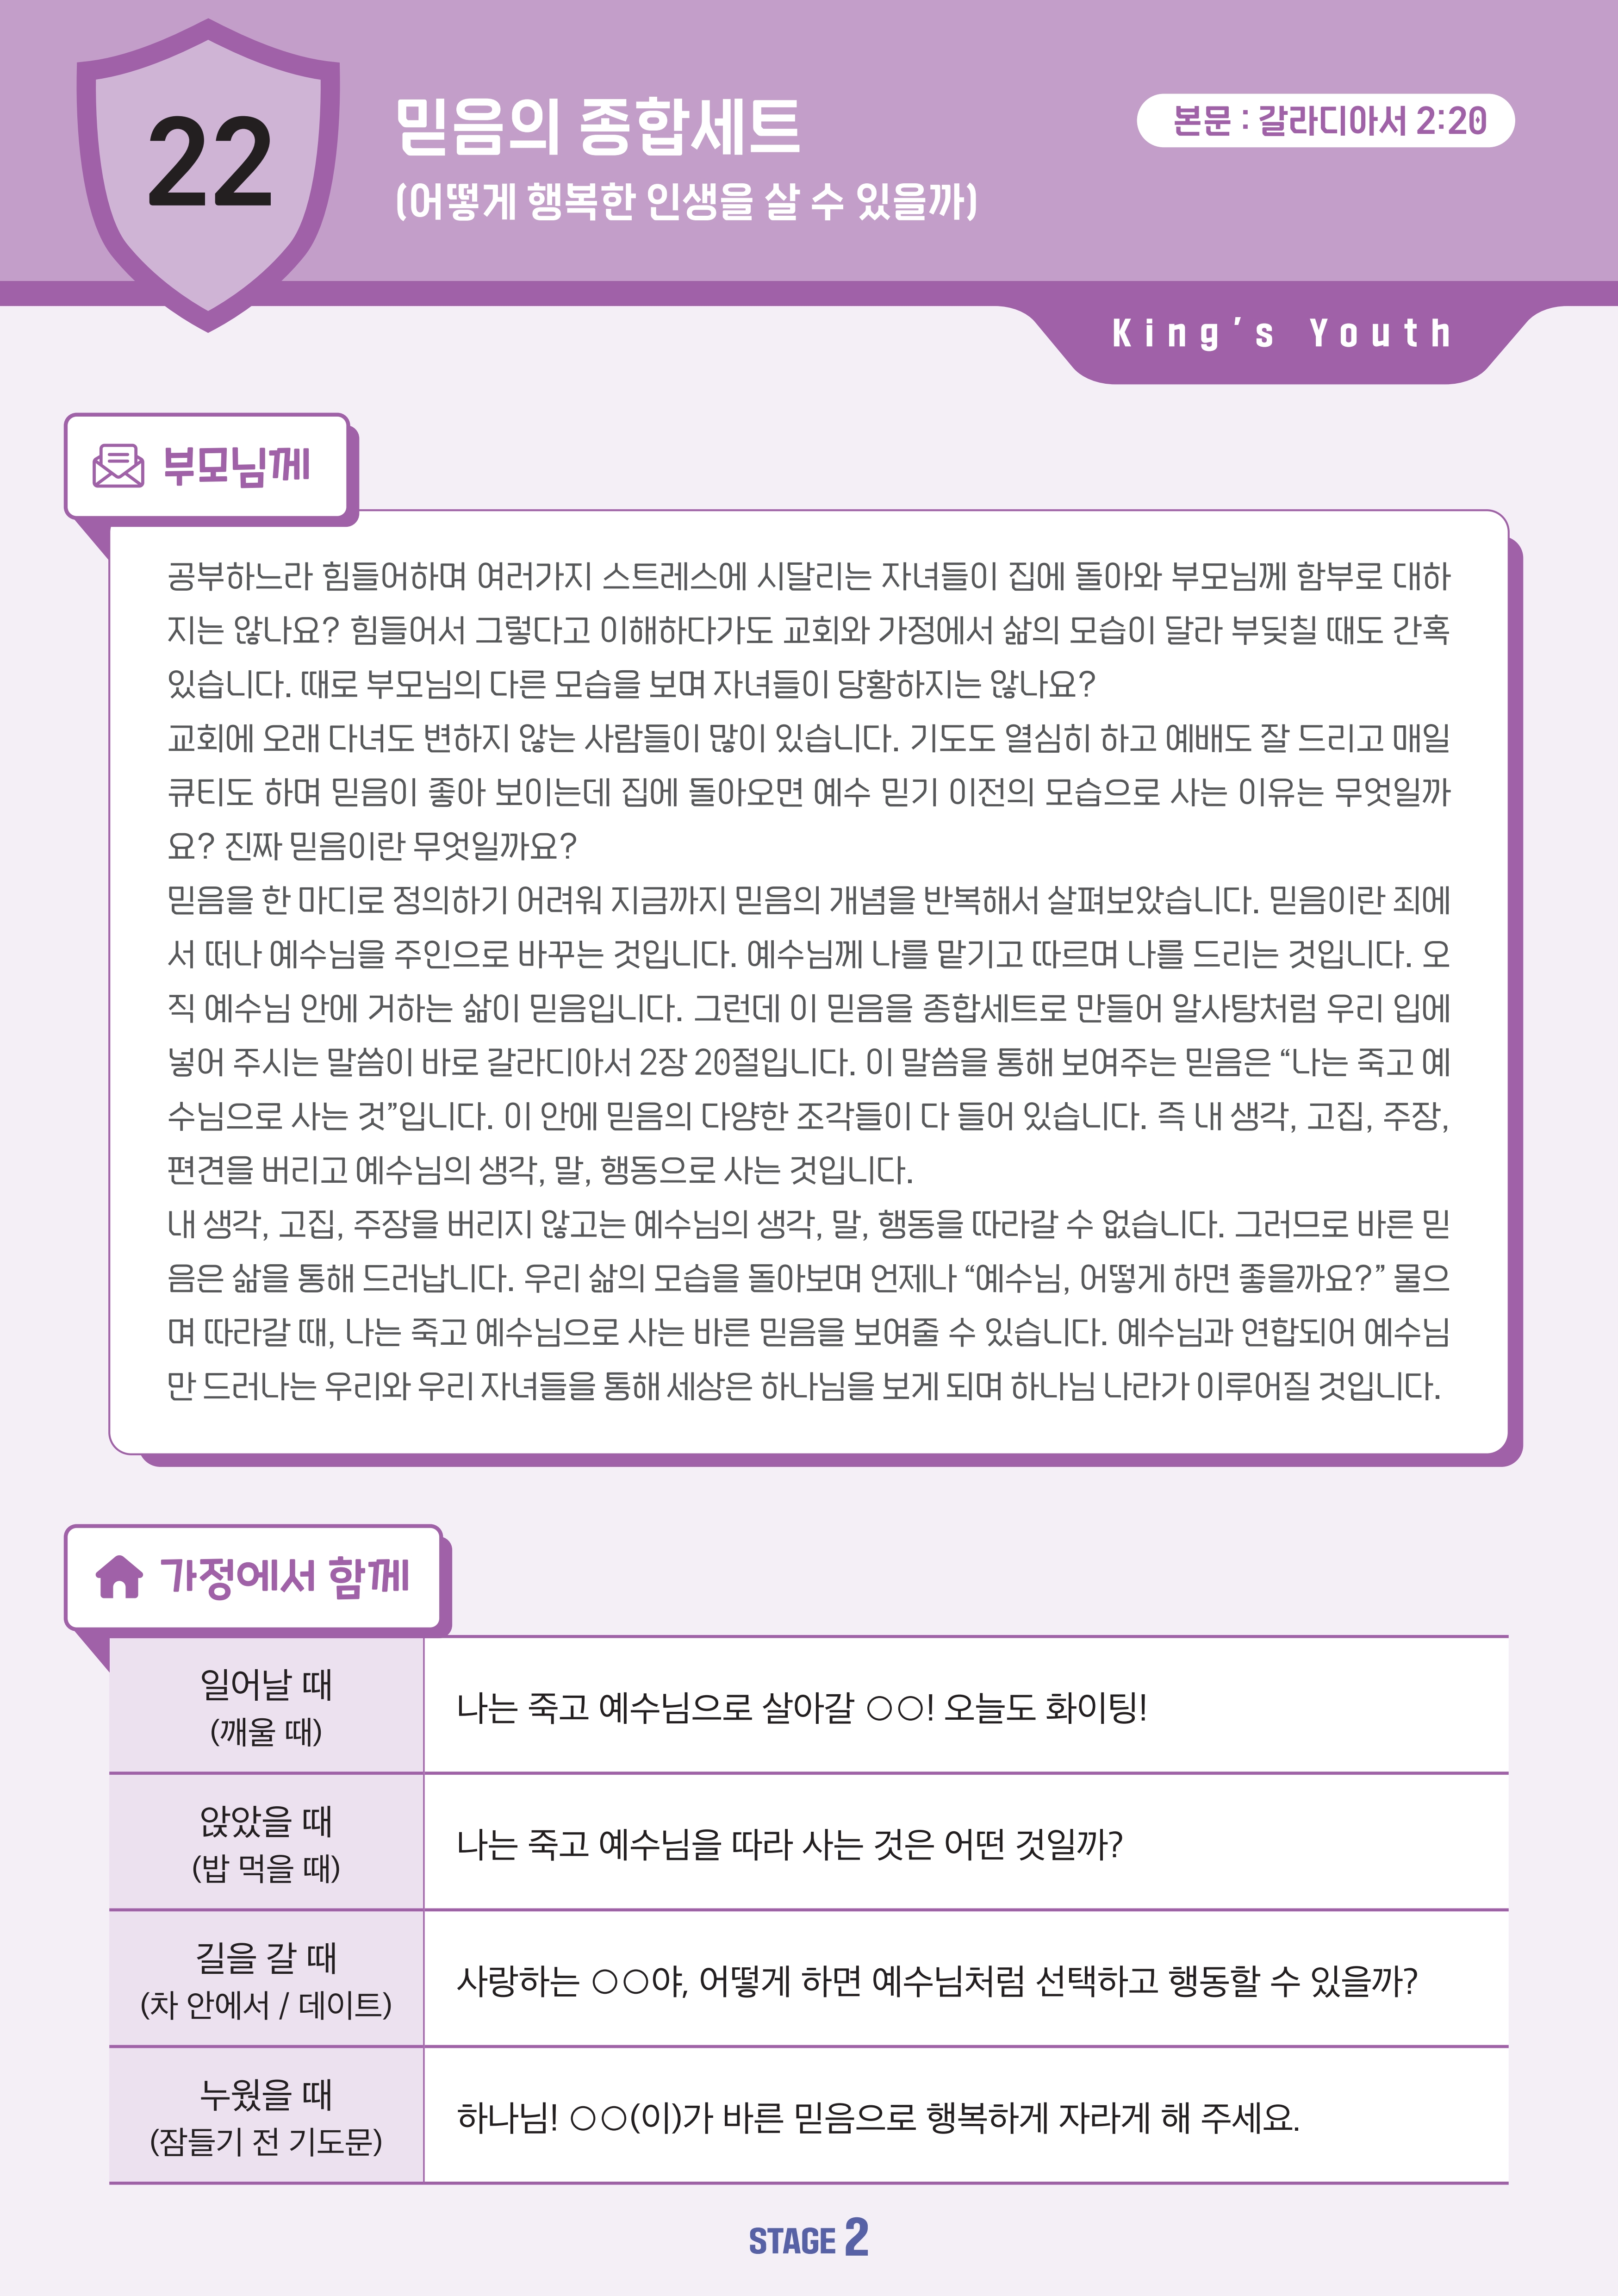 22
믿음의 종합세트
(어떻게 행복한 인생을 살 수 있을까)
본문 : 갈라디아서 2:20
King's Youth
부모님께
공부하느라 힘들어하며 여러가지 스트레스에 시달리는 자녀들이 집에 돌아와 부모님께 함부로 대하
지는 않나요? 힘들어서 그렇다고 이해하다가도 교회와 가정에서 삶의 모습이 달라 부딪칠 때도 간혹
있습니다. 때로 부모님의 다른 모습을 보며 자녀들이 당황하지는 않나요?
교회에 오래 다녀도 변하지 않는 사람들이 많이 있습니다. 기도도 열심히 하고 예배도 잘 드리고 매일
큐티도 하며 믿음이 좋아 보이는데 집에 돌아오면 예수 믿기 이전의 모습으로 사는 이유는 무엇일까
요? 진짜 믿음이란 무엇일까요?
믿음을 한 마디로 정의하기 어려워 지금까지 믿음의 개념을 반복해서 살펴보았습니다. 믿음이란 죄에
서 떠나 예수님을 주인으로 바꾸는 것입니다. 예수님께 나를 맡기고 따르며 나를 드리는 것입니다. 오
직 예수님 안에 거하는 삶이 믿음입니다. 그런데 이 믿음을 종합세트로 만들어 알사탕처럼 우리 입에
넣어 주시는 말씀이 바로 갈라디아서 2장 20절입니다. 이 말씀을 통해 보여주는 믿음은 “나는 죽고 예
수님으로 사는 것”입니다. 이 안에 믿음의 다양한 조각들이 다 들어 있습니다. 즉 내 생각, 고집, 주장,
편견을 버리고 예수님의 생각, 말, 행동으로 사는 것입니다.
내 생각, 고집, 주장을 버리지 않고는 예수님의 생각, 말, 행동을 따라갈 수 없습니다. 그러므로 바른 믿
음은 삶을 통해 드러납니다. 우리 삶의 모습을 돌아보며 언제나 “예수님, 어떻게 하면 좋을까요?” 물으
며 따라갈 때, 나는 죽고 예수님으로 사는 바른 믿음을 보여줄 수 있습니다. 예수님과 연합되어 예수님
만 드러나는 우리와 우리 자녀들을 통해 세상은 하나님을 보게 되며 하나님 나라가 이루어질 것입니다.
가정에서 함께
일어날 때
(깨울 때)
나는 죽고 예수님으로 살아갈 ○○! 오늘도 화이팅!
앉았을 때
(밥 먹을 때)
나는 죽고 예수님을 따라 사는 것은 어떤 것일까?
길을 갈 때
(차 안에서 / 데이트)
사랑하는 ○○야, 어떻게 하면 예수님처럼 선택하고 행동할 수 있을까?
누웠을 때
(잠들기 전 기도문)
하나님! ○○(이)가 바른 믿음으로 행복하게 자라게 해 주세요.
STAGE 2